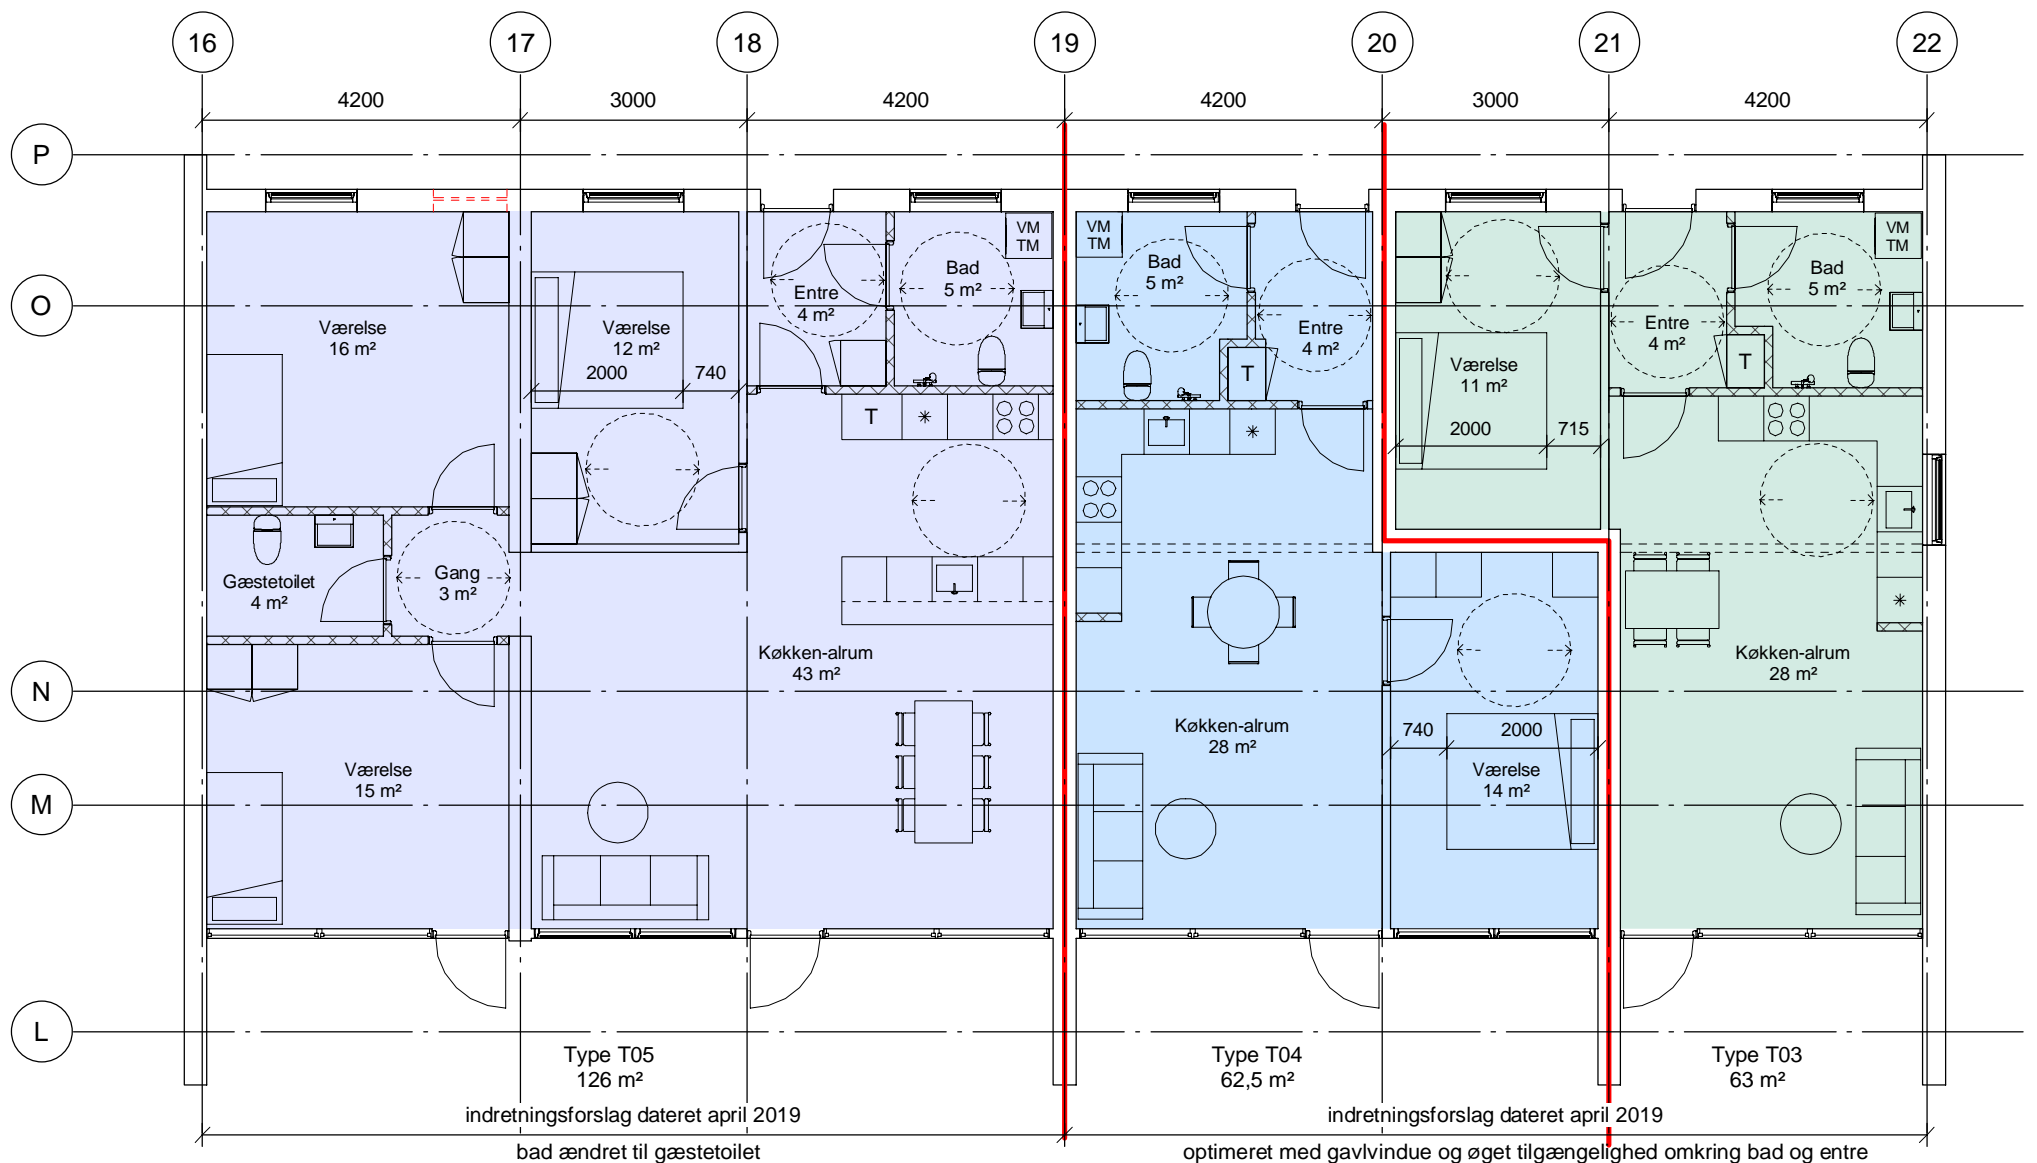 16 17 18 19 20 21 22
4200 3000 4200 4200 3000 4200
P
O
N
M
L
VM
TM
VM
TM
VM
TM
Bad
5 m²
Bad
5 m²
Bad
5 m²
Entre
4 m²
Værelse
16 m²
Værelse
12 m²
Entre
4 m²
Entre
4 m²
2000 740
Værelse
11 m²
T
T
T
2000 715
Gæstetoilet
4 m²
Gang
3 m²
Køkken-alrum
43 m²
Køkken-alrum
28 m²
Køkken-alrum
28 m²
740 2000
Værelse
15 m²
Værelse
14 m²
Type T05
126 m²
Type T04
62,5 m²
Type T03
63 m²
indretningsforslag dateret april 2019
bad ændret til gæstetoilet
indretningsforslag dateret april 2019
optimeret med gavlvindue og øget tilgængelighed omkring bad og entre